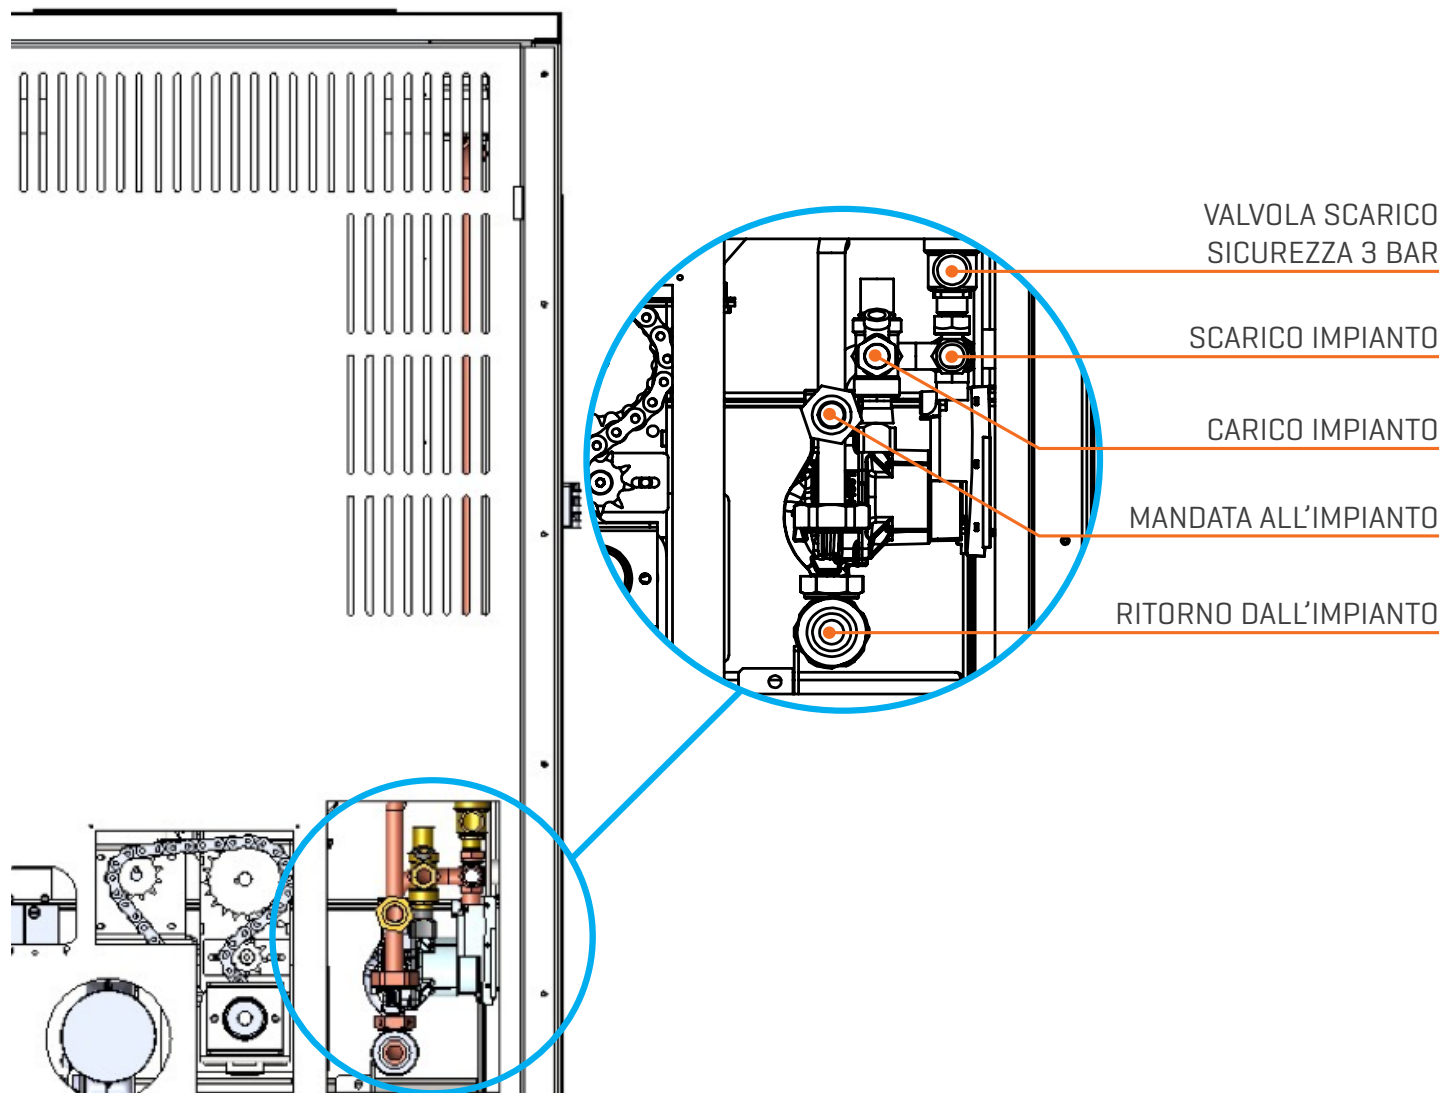 VALVOLA SCARICO
SICUREZZA 3 BAR
SCARICO IMPIANTO
CARICO IMPIANTO
MANDATA ALL'IMPIANTO
RITORNO DALL'IMPIANTO